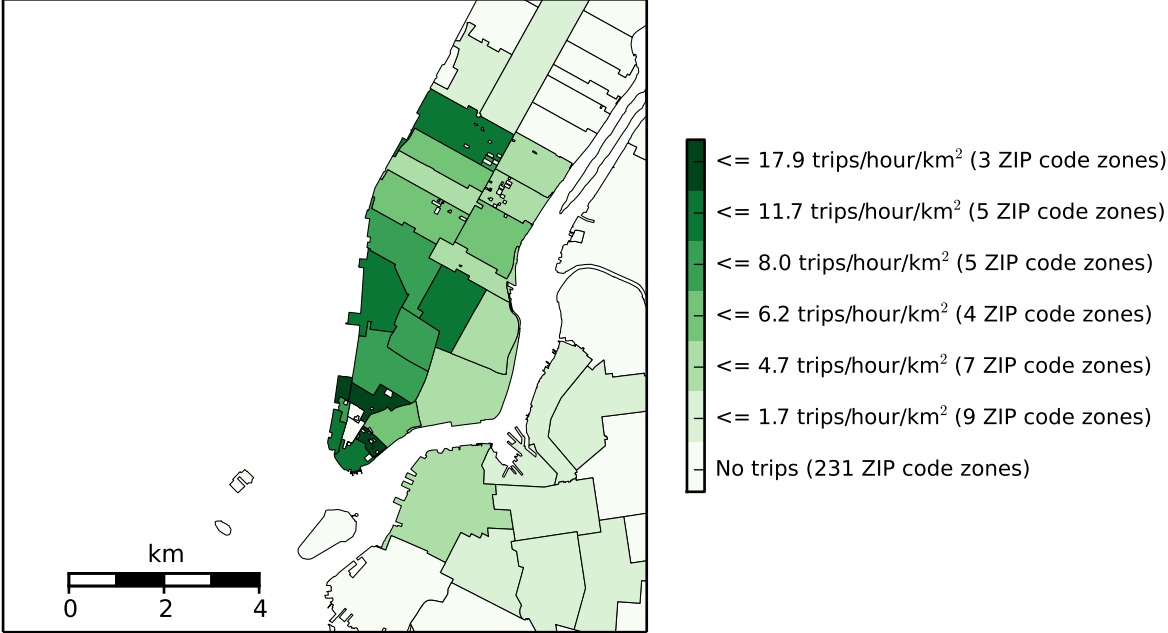 <= 17.9 trips/hour/km² (3 ZIP code zones)
<= 11.7 trips/hour/km² (5 ZIP code zones)
<= 8.0 trips/hour/km² (5 ZIP code zones)
<= 6.2 trips/hour/km² (4 ZIP code zones)
<= 4.7 trips/hour/km² (7 ZIP code zones)
<= 1.7 trips/hour/km² (9 ZIP code zones)
No trips (231 ZIP code zones)
km
0 2 4